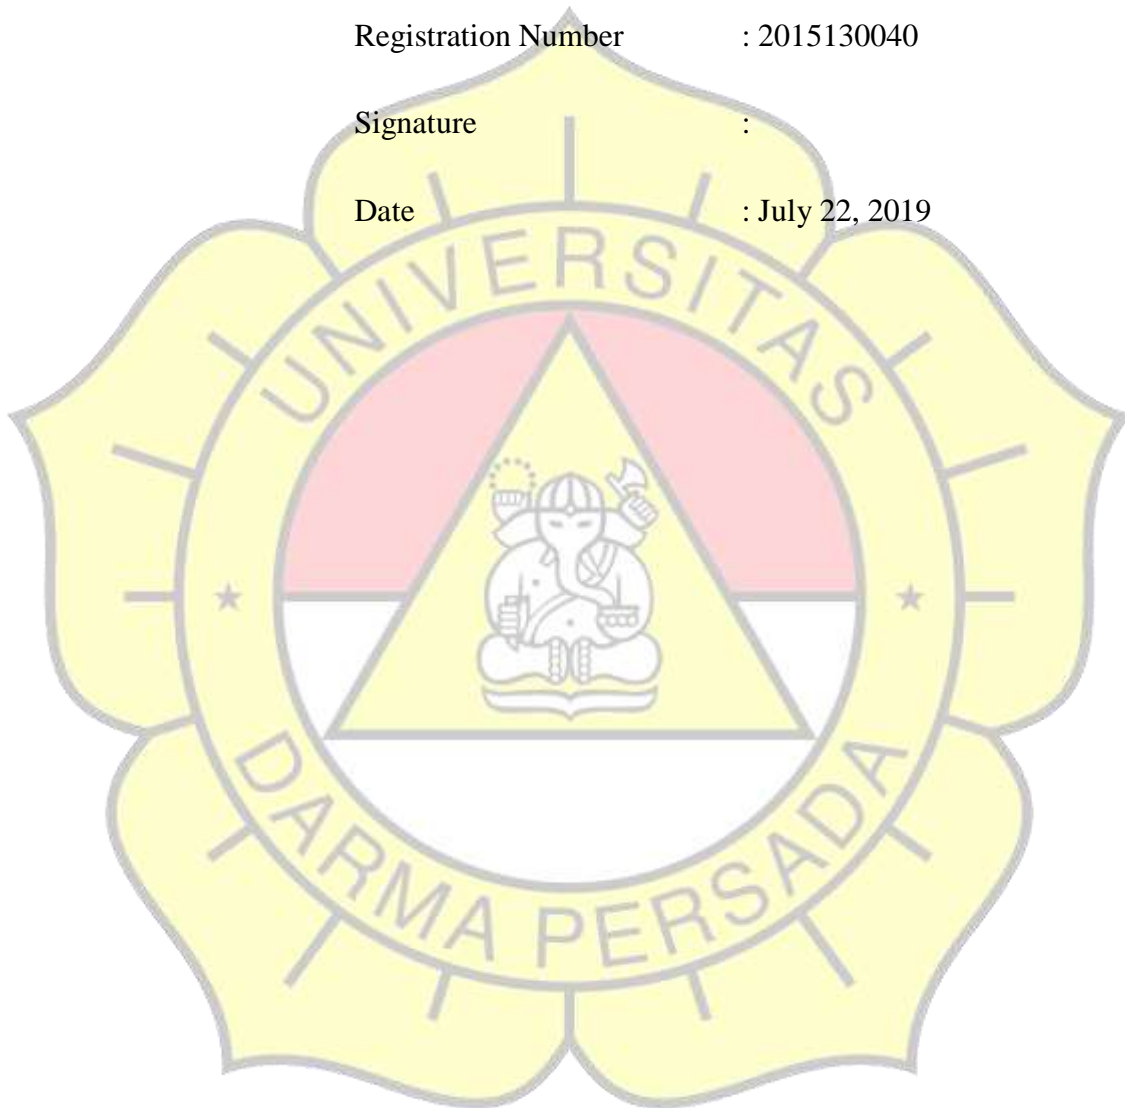 Registration Number : 2015130040
Signature :
Date : July 22, 2019
UNIVERSITAS
DARMA PERSADA